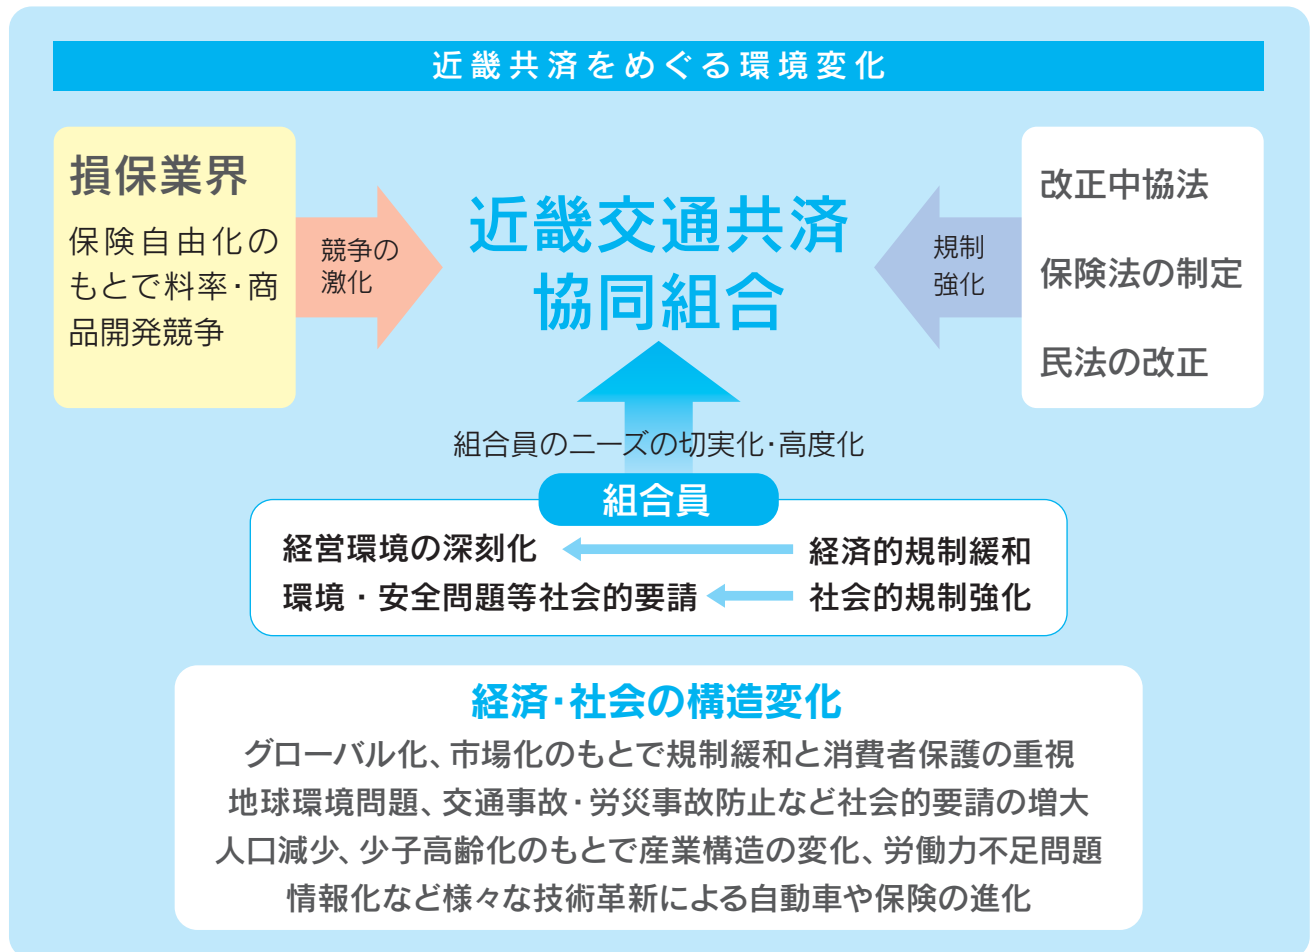 近畿共済をめぐる環境変化
損保業界
保険自由化の
もとで料率・商
品開発競争
競争の
激化
近畿交通共済
協同組合
規制
強化
改正中協法
保険法の制定
民法の改正
組合員のニーズの切実化・高度化
組合員
経営環境の深刻化 経済的規制緩和
環境・安全問題等社会的要請 社会的規制強化
経済・社会の構造変化
グローバル化、市場化のもとで規制緩和と消費者保護の重視
地球環境問題、交通事故・労災事故防止など社会的要請の増大
人口減少、少子高齢化のもとで産業構造の変化、労働力不足問題
情報化など様々な技術革新による自動車や保険の進化